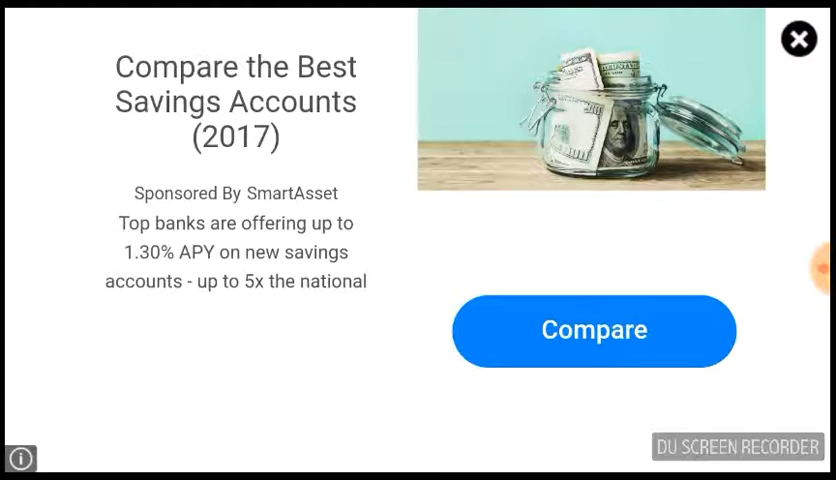 Compare the Best
Savings Accounts
(2017)
Sponsored By SmartAsset
Top banks are offering up to
1.30% APY on new savings
accounts - up to 5x the national
Compare
DU SCREEN RECORDER